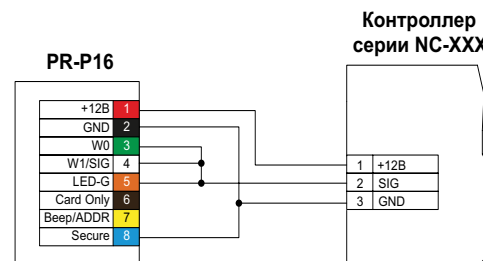 Контроллер
серии NC-XXX
PR-P16
+12В 1
GND 2
W0 3
W1/SIG 4
LED-G 5
Card Only 6
Beep/ADDR 7
Secure 8
1 +12В
2 SIG
3 GND